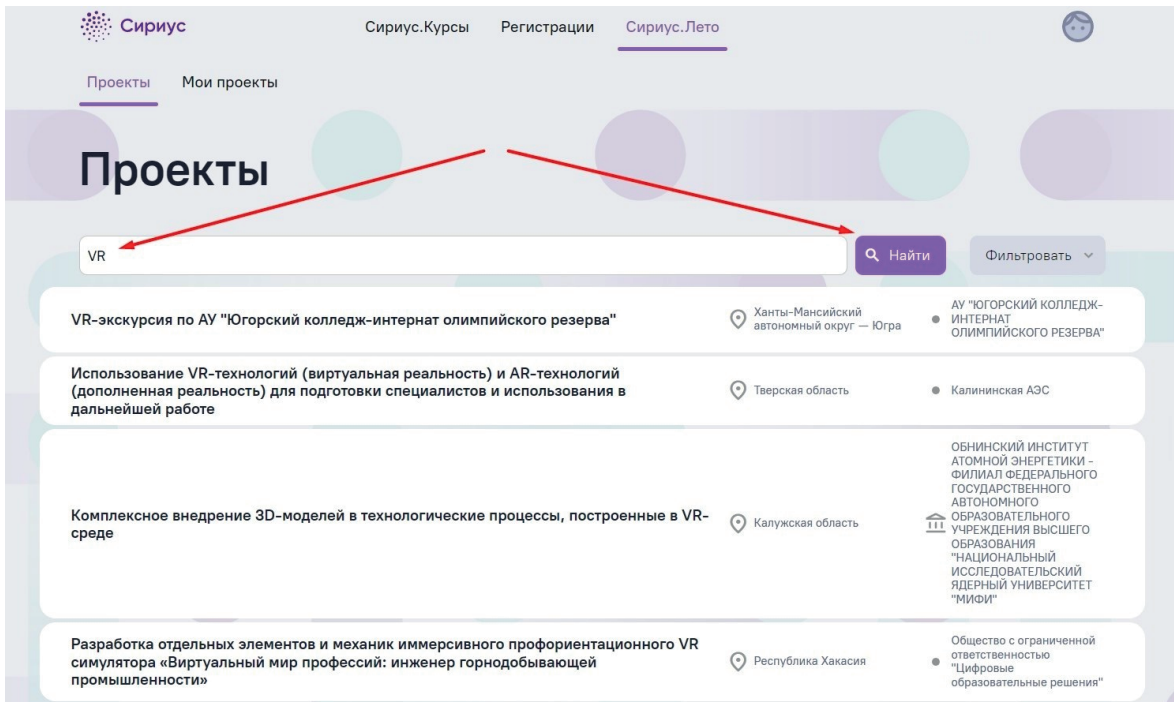 Сириус
Сириус.Курсы
Регистрации
Сириус.Лето
Проекты
Мои проекты
Проекты
VR
Найти
Фильтровать
VR-экскурсия по АУ "Югорский колледж-интернат олимпийского резерва"
Ханты-Мансийский
автономный округ — Югра
АУ "ЮГОРСКИЙ КОЛЛЕДЖ-
ИНТЕРНАТ
ОЛИМПИЙСКОГО РЕЗЕРВА"
Использование VR-технологий (виртуальная реальность) и AR-технологий
(дополненная реальность) для подготовки специалистов и использования в
дальнейшей работе
Тверская область
Калининская АЭС
Комплексное внедрение 3D-моделей в технологические процессы, построенные в VR-
среде
Калужская область
ОБНИНСКИЙ ИНСТИТУТ
АТОМНОЙ ЭНЕРГЕТИКИ -
ФИЛИАЛ ФЕДЕРАЛЬНОГО
ГОСУДАРСТВЕННОГО
АВТОНОМНОГО
ОБРАЗОВАТЕЛЬНОГО
УЧРЕЖДЕНИЯ ВЫСШЕГО
ОБРАЗОВАНИЯ
"НАЦИОНАЛЬНЫЙ
ИССЛЕДОВАТЕЛЬСКИЙ
ЯДЕРНЫЙ УНИВЕРСИТЕТ
"МИФИ"
Разработка отдельных элементов и механик иммерсивного профориентационного VR
симулятора «Виртуальный мир профессий: инженер горнодобывающей
промышленности»
Республика Хакасия
Общество с ограниченной
ответственностью
"Цифровые
образовательные решения"